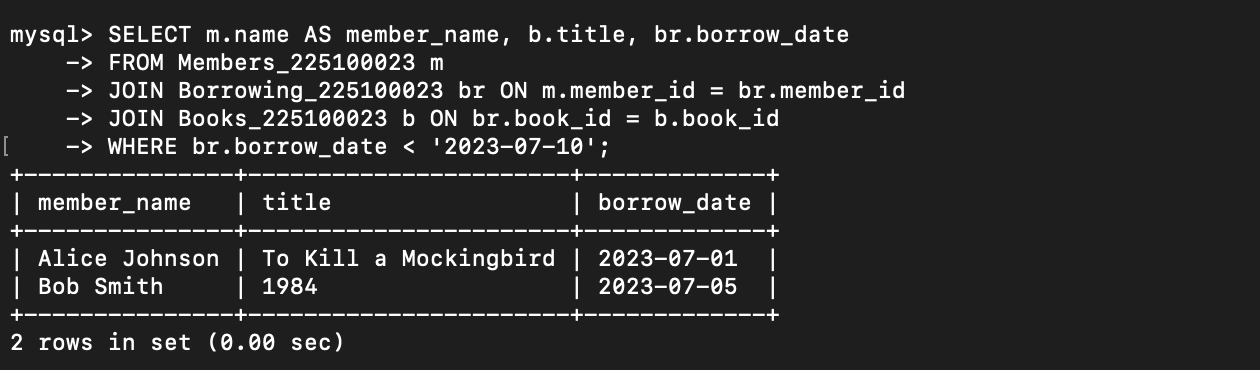 mysql> SELECT m.name AS member_name, b.title, br.borrow_date
    -> FROM Members_225100023 m
    -> JOIN Borrowing_225100023 br ON m.member_id = br.member_id
    -> JOIN Books_225100023 b ON br.book_id = b.book_id
[    -> WHERE br.borrow_date < '2023-07-10';
+---------------+-----------------------+-------------+
| member_name   | title                 | borrow_date |
+---------------+-----------------------+-------------+
| Alice Johnson | To Kill a Mockingbird | 2023-07-01  |
| Bob Smith     | 1984                  | 2023-07-05  |
+---------------+-----------------------+-------------+
2 rows in set (0.00 sec)